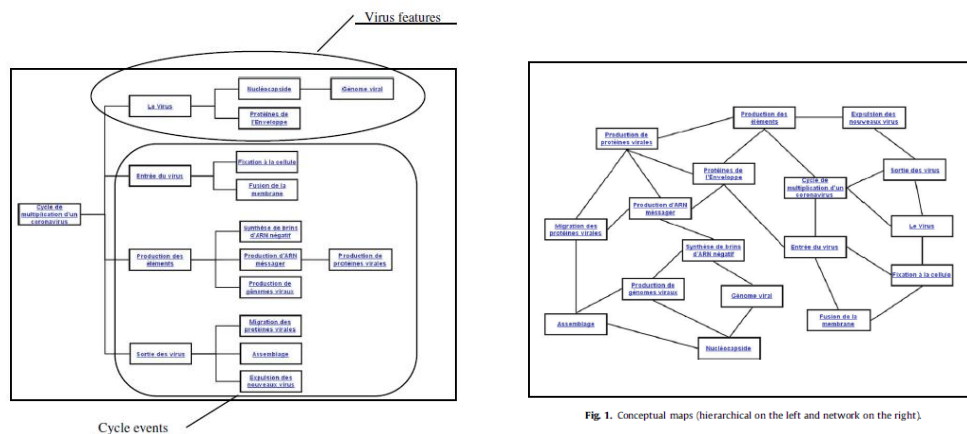 Virus features
Nucléocapside
Génome viral
Le Virus
Protéines de
l'Enveloppe
Fixation à la cellule
Entrée du virus
Fusion de la
membrane
Cycle de
multiplication d'un
coronavirus
Synthèse de brins
d'ARN négatif
Production des
éléments
Production d'ARN
méssager
Production de
protéines virales
Production de
génomes viraux
Migration des
protéines virales
Sortie des virus
Assemblage
Expulsion des
nouveaux virus
Cycle events
Production des
éléments
Expulsion des
nouveaux virus
Production de
protéines virales
Protéines de
l'Enveloppe
Sortie des virus
Cycle de
multiplication d'un
coronavirus
Production d'ARN
méssager
Migration des
protéines virales
Le Virus
Synthèse de brins
d'ARN négatif
Entrée du virus
Fixation à la cellule
Production de
génomes viraux
Génome viral
Assemblage
Fusion de la
membrane
Nucléocapside
Fig. 1. Conceptual maps (hierarchical on the left and network on the right).